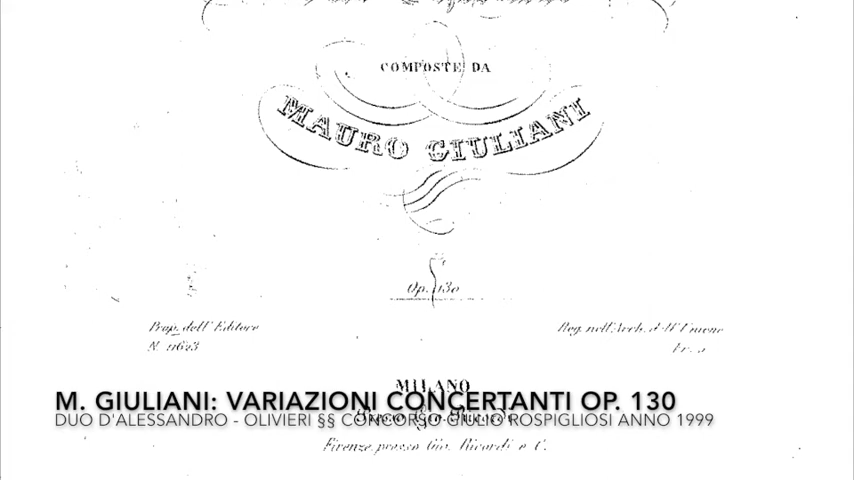 COMPOSTE DA
MAURO GIULIANI
Op. 130
Prop. dell' Editore
Reg. nell' Arch. dell' Unione
N. 11623
Fr.
MILANO
M. GIULIANI: VARIAZIONI CONCERTANTI OP. 130
DUO D'ALESSANDRO - OLIVIERI §§ CONCORSO GIULIO ROSPIGLIOSI ANNO 1999
Firenze presso Gio. Ricordi e C.